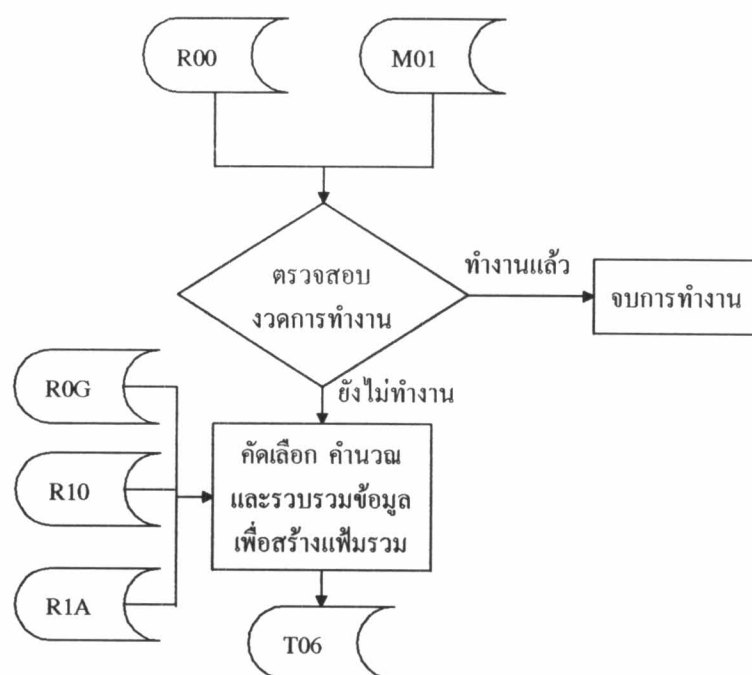 R00
M01
ตรวจสอบ
งวดการทำงาน
ทำงานแล้ว
จบการทำงาน
ยังไม่ทำงาน
R0G
R10
R1A
คัดเลือก คำนวณ
และรวบรวมข้อมูล
เพื่อสร้างแฟ้มรวม
T06